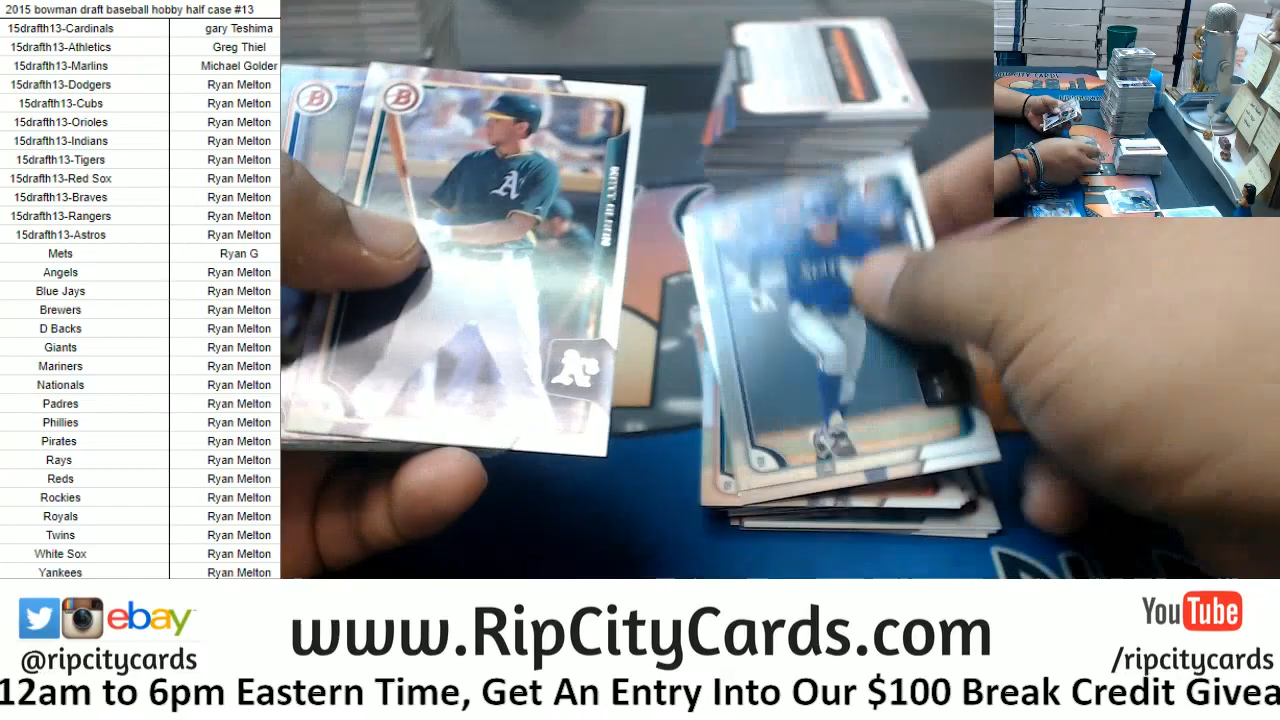 2015 bowman draft baseball hobby half case #13
15drafth13-Cardinals gary Teshima
15drafth13-Athletics Greg Thiel
15drafth13-Marlins Michael Golder
15drafth13-Dodgers Ryan Melton
15drafth13-Cubs Ryan Melton
15drafth13-Orioles Ryan Melton
15drafth13-Indians Ryan Melton
15drafth13-Tigers Ryan Melton
15drafth13-Red Sox Ryan Melton
15drafth13-Braves Ryan Melton
15drafth13-Rangers Ryan Melton
15drafth13-Astros Ryan Melton
Mets Ryan G
Angels Ryan Melton
Blue Jays Ryan Melton
Brewers Ryan Melton
D Backs Ryan Melton
Giants Ryan Melton
Mariners Ryan Melton
Nationals Ryan Melton
Padres Ryan Melton
Phillies Ryan Melton
Pirates Ryan Melton
Rays Ryan Melton
Reds Ryan Melton
Rockies Ryan Melton
Royals Ryan Melton
Twins Ryan Melton
White Sox Ryan Melton
Yankees Ryan Melton
B
B
A's
A's
ebay
@ripcitycards
www.RipCityCards.com
YouTube
/ripcitycards
12am to 6pm Eastern Time, Get An Entry Into Our $100 Break Credit Givea